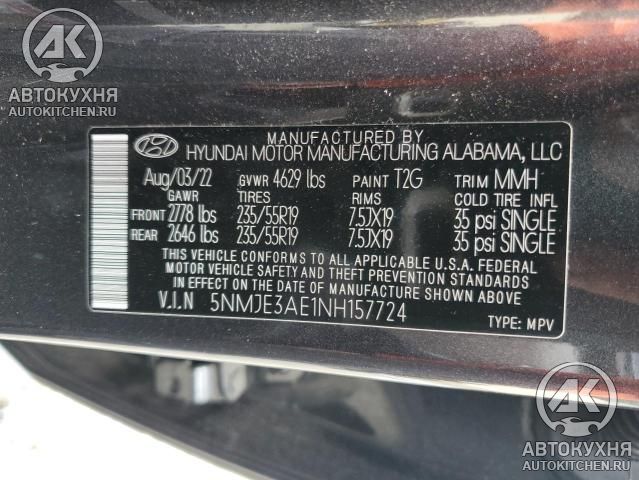 АК
АВТОКУХНЯ
AUTOKITCHEN.RU
MANUFACTURED BY
HYUNDAI MOTOR MANUFACTURING ALABAMA, LLC
Aug/03/22 GVWR 4629 lbs PAINT T2G TRIM MMH
GAWR TIRES RIMS COLD TIRE INFL
FRONT 2778 lbs 235/55R19 7.5JX19 35 psi SINGLE
REAR 2646 lbs 235/55R19 7.5JX19 35 psi SINGLE
THIS VEHICLE CONFORMS TO ALL APPLICABLE U.S.A. FEDERAL
MOTOR VEHICLE SAFETY AND THEFT PREVENTION STANDARDS
IN EFFECT ON THE DATE OF MANUFACTURE SHOWN ABOVE
V.I.N 5NMJE3AE1NH157724
TYPE: MPV
АК
АВТОКУХНЯ
AUTOKITCHEN.RU